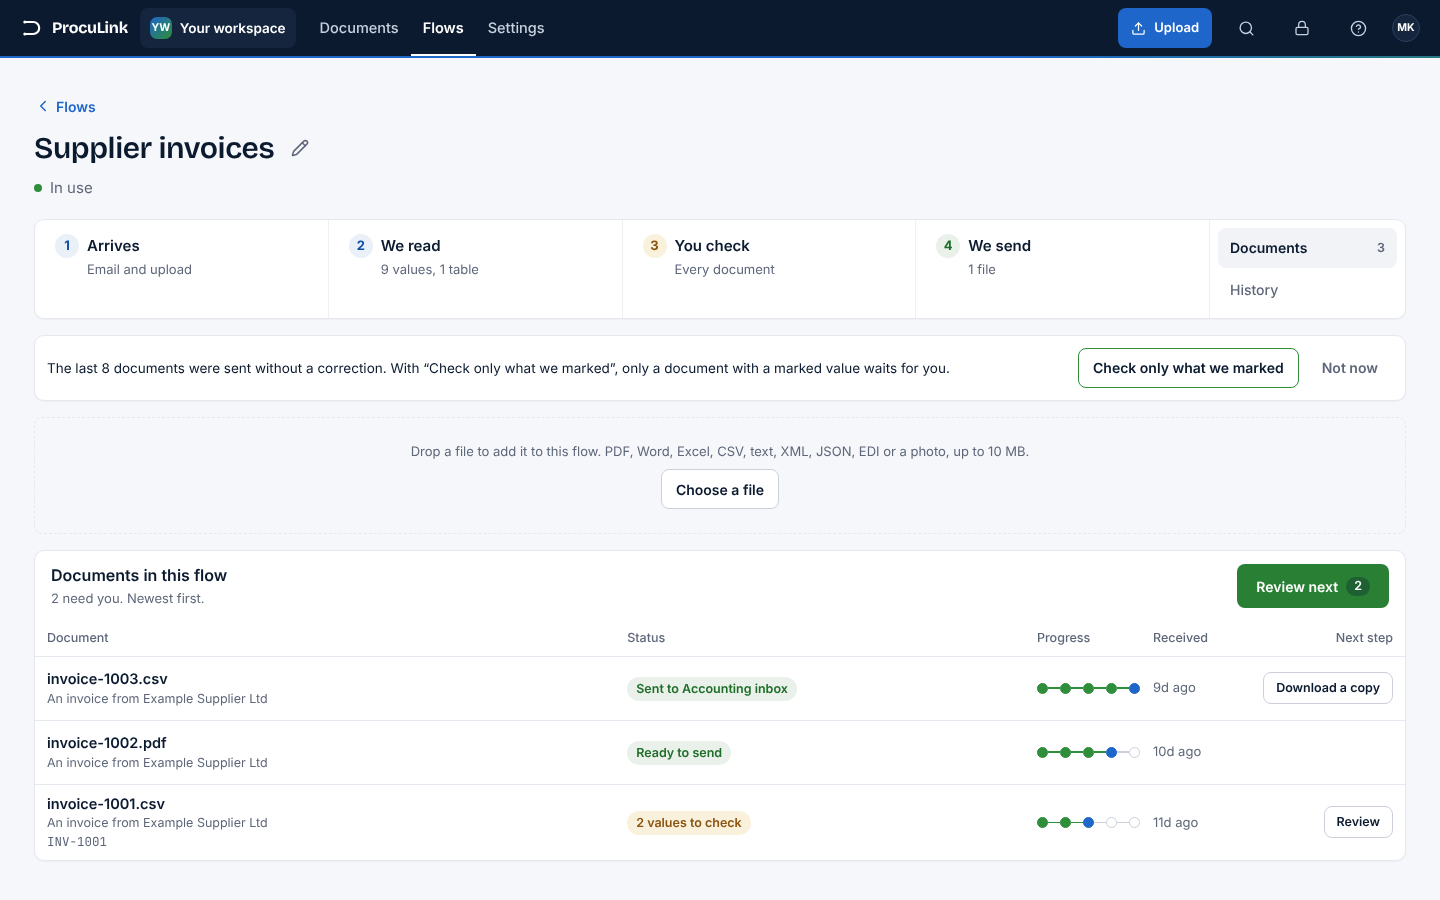 ProcuLink
YW Your workspace
Documents
Flows
Settings
Upload
MK
Flows
Supplier invoices
In use
1 Arrives
Email and upload
2 We read
9 values, 1 table
3 You check
Every document
4 We send
1 file
Documents 3
History
The last 8 documents were sent without a correction. With “Check only what we marked”, only a document with a marked value waits for you.
Check only what we marked
Not now
Drop a file to add it to this flow. PDF, Word, Excel, CSV, text, XML, JSON, EDI or a photo, up to 10 MB.
Choose a file
Documents in this flow
2 need you. Newest first.
Review next 2
Document Status Progress Received Next step
invoice-1003.csv
An invoice from Example Supplier Ltd
Sent to Accounting inbox
9d ago
Download a copy
invoice-1002.pdf
An invoice from Example Supplier Ltd
Ready to send
10d ago
invoice-1001.csv
An invoice from Example Supplier Ltd
INV-1001
2 values to check
11d ago
Review